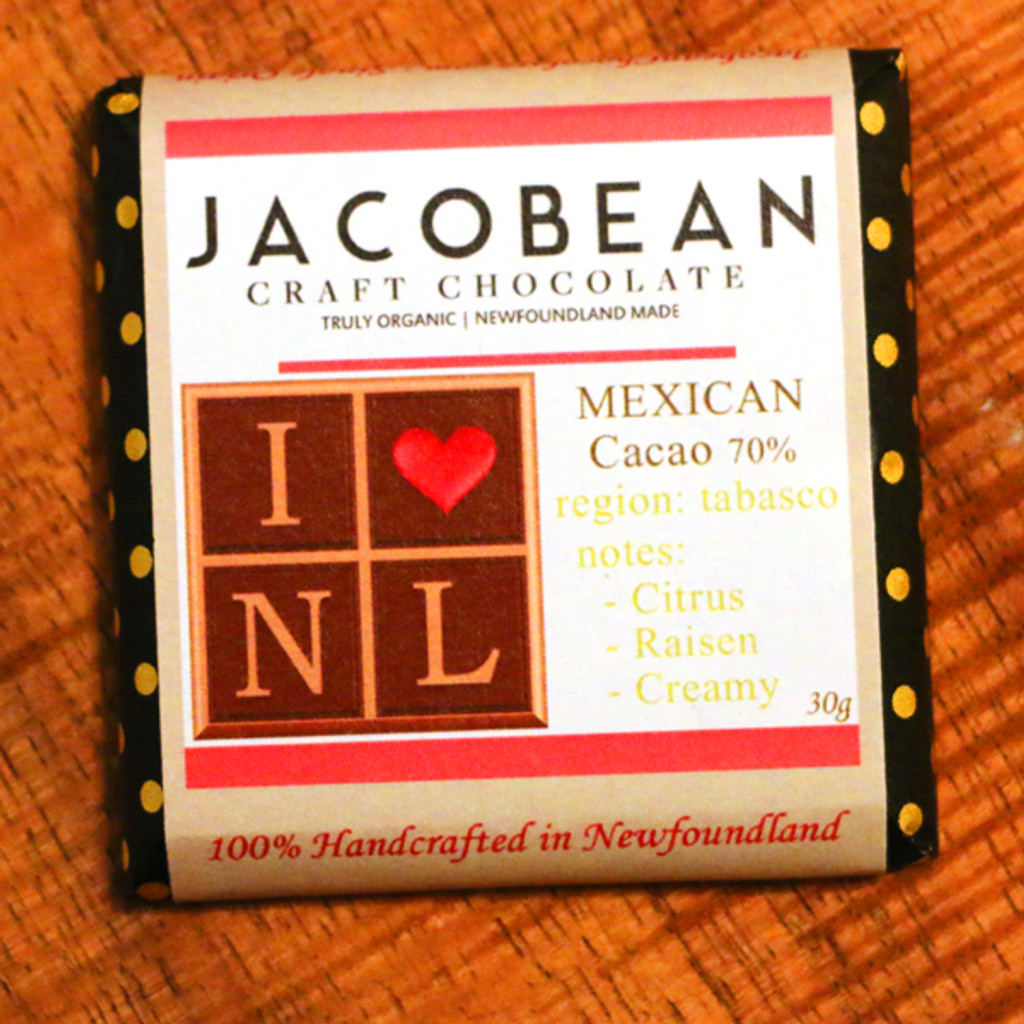 JACOBEAN
CRAFT CHOCOLATE
TRULY ORGANIC | NEWFOUNDLAND MADE
I
N L
MEXICAN
Cacao 70%
region: tabasco
notes:
- Citrus
- Raisen
- Creamy
30g
100% Handcrafted in Newfoundland